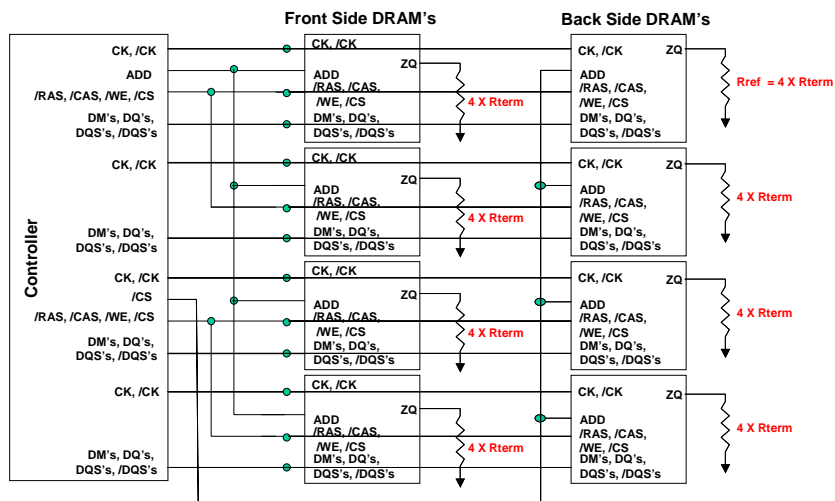 Front Side DRAM's
Back Side DRAM's
Controller
CK, /CK
ADD
/RAS, /CAS, /WE, /CS
DM's, DQ's,
DQS's, /DQS's
CK, /CK
DM's, DQ's,
DQS's, /DQS's
CK, /CK
/CS
/RAS, /CAS, /WE, /CS
DM's, DQ's,
DQS's, /DQS's
CK, /CK
DM's, DQ's,
DQS's, /DQS's
CK, /CK
ZQ
ADD
/RAS, /CAS,
/WE, /CS
DM's, DQ's,
DQS's, /DQS's
4 X Rterm
CK, /CK
ZQ
ADD
/RAS, /CAS,
/WE, /CS
DM's, DQ's,
DQS's, /DQS's
4 X Rterm
CK, /CK
ZQ
ADD
/RAS, /CAS,
/WE, /CS
DM's, DQ's,
DQS's, /DQS's
4 X Rterm
CK, /CK
ZQ
ADD
/RAS, /CAS,
/WE, /CS
DM's, DQ's,
DQS's, /DQS's
4 X Rterm
CK, /CK
ZQ
ADD
/RAS, /CAS,
/WE, /CS
DM's, DQ's,
DQS's, /DQS's
Rref = 4 X Rterm
CK, /CK
ZQ
ADD
/RAS, /CAS,
/WE, /CS
DM's, DQ's,
DQS's, /DQS's
4 X Rterm
CK, /CK
ZQ
ADD
/RAS, /CAS,
/WE, /CS
DM's, DQ's,
DQS's, /DQS's
4 X Rterm
CK, /CK
ZQ
ADD
/RAS, /CAS,
/WE, /CS
DM's, DQ's,
DQS's, /DQS's
4 X Rterm